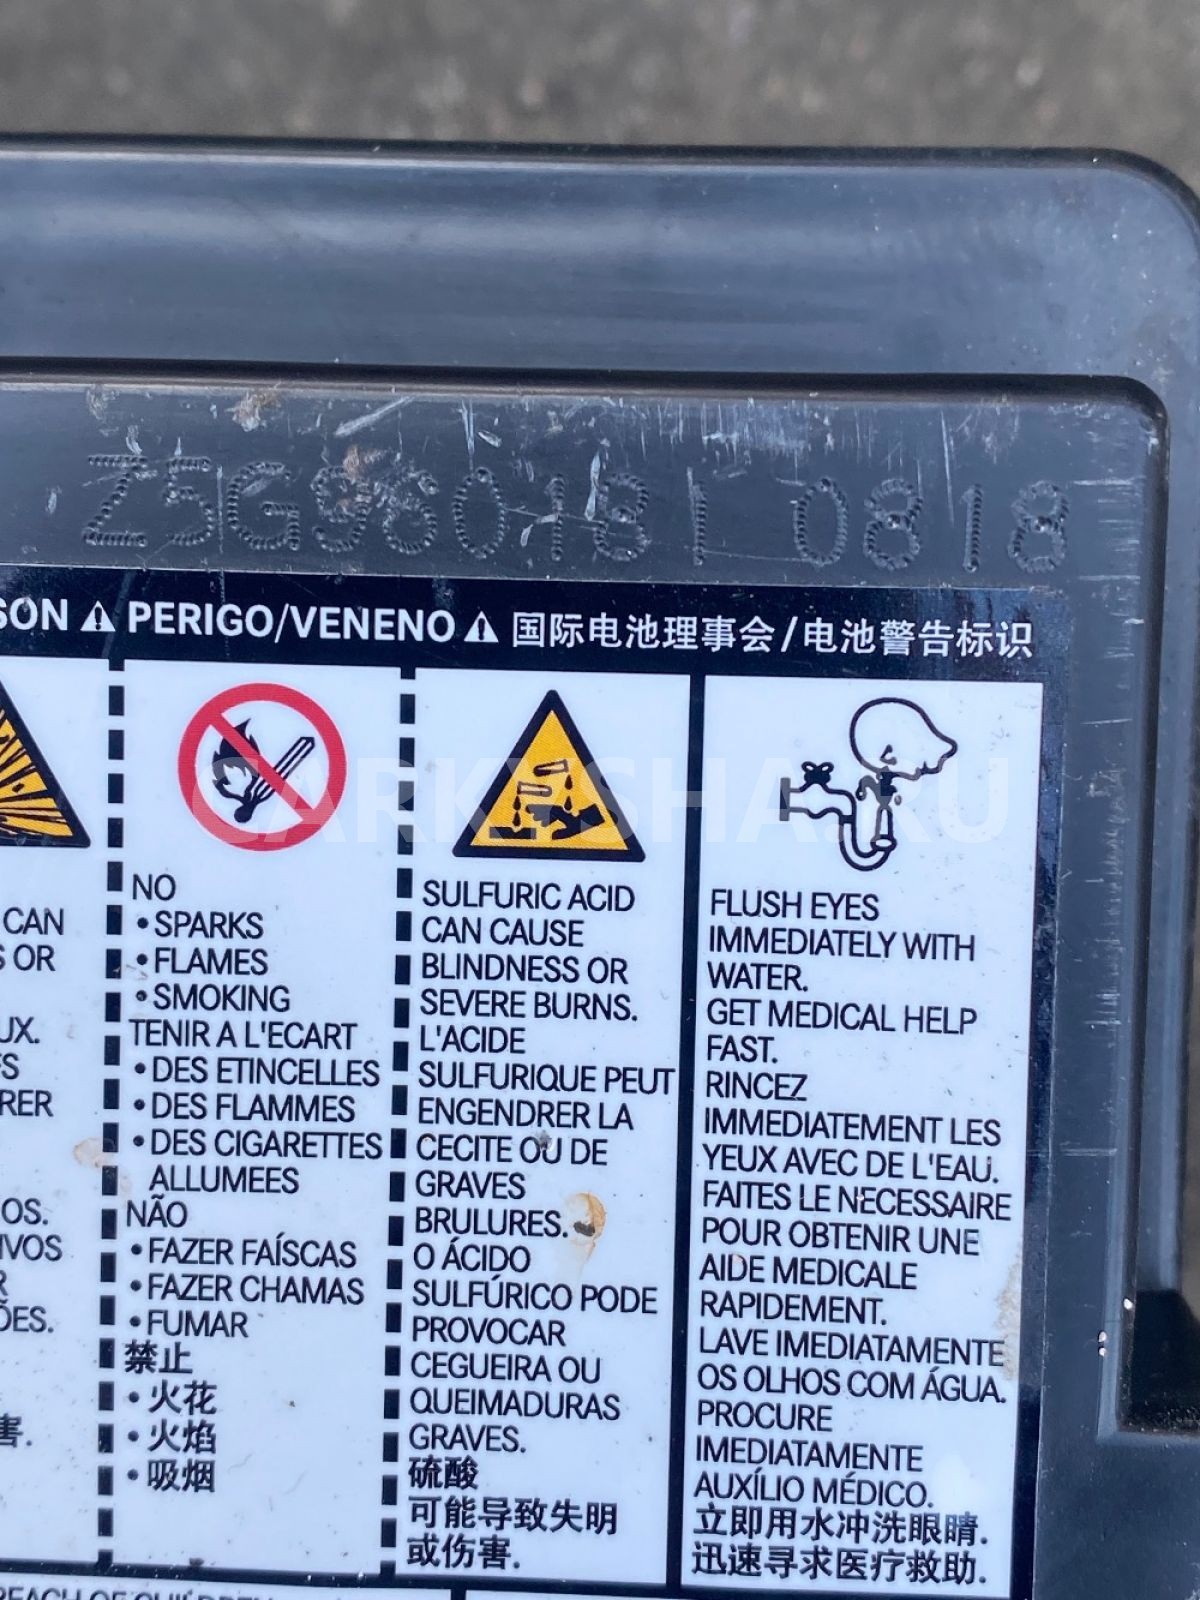 Z5G960181 0818
SON ⚠ PERIGO/VENENO ⚠ 国际电池理事会/电池警告标识
CARKYSHA.RU
CAN
OR
UX.
RER
OS.
IVOS
ÕES.
害.
NO
•SPARKS
•FLAMES
•SMOKING
TENIR A L'ECART
•DES ETINCELLES
•DES FLAMMES
•DES CIGARETTES
ALLUMEES
NÃO
•FAZER FAÍSCAS
•FAZER CHAMAS
•FUMAR
禁止
•火花
•火焰
•吸烟
SULFURIC ACID
CAN CAUSE
BLINDNESS OR
SEVERE BURNS.
L'ACIDE
SULFURIQUE PEUT
ENGENDRER LA
CECITE OU DE
GRAVES
BRULURES.
O ÁCIDO
SULFÚRICO PODE
PROVOCAR
CEGUEIRA OU
QUEIMADURAS
GRAVES.
硫酸
可能导致失明
或伤害.
FLUSH EYES
IMMEDIATELY WITH
WATER.
GET MEDICAL HELP
FAST.
RINCEZ
IMMEDIATEMENT LES
YEUX AVEC DE L'EAU.
FAITES LE NECESSAIRE
POUR OBTENIR UNE
AIDE MEDICALE
RAPIDEMENT.
LAVE IMEDIATAMENTE
OS OLHOS COM ÁGUA.
PROCURE
IMEDIATAMENTE
AUXÍLIO MÉDICO.
立即用水冲洗眼睛.
迅速寻求医疗救助.
REACH OF CHILDREN